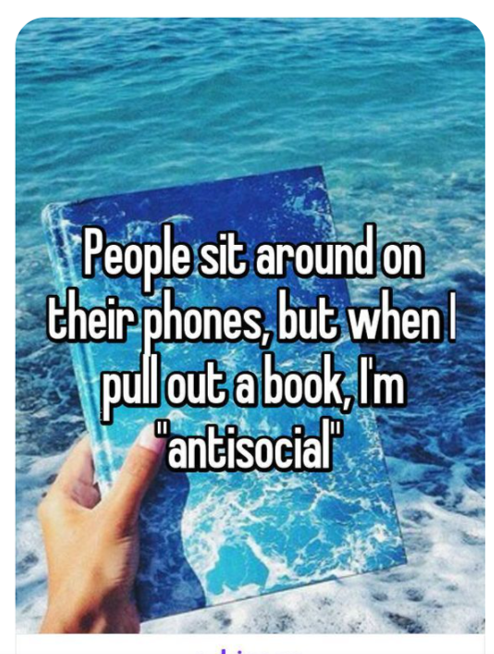 People sit around on
their phones, but when I
pull out a book, I'm
"antisocial"